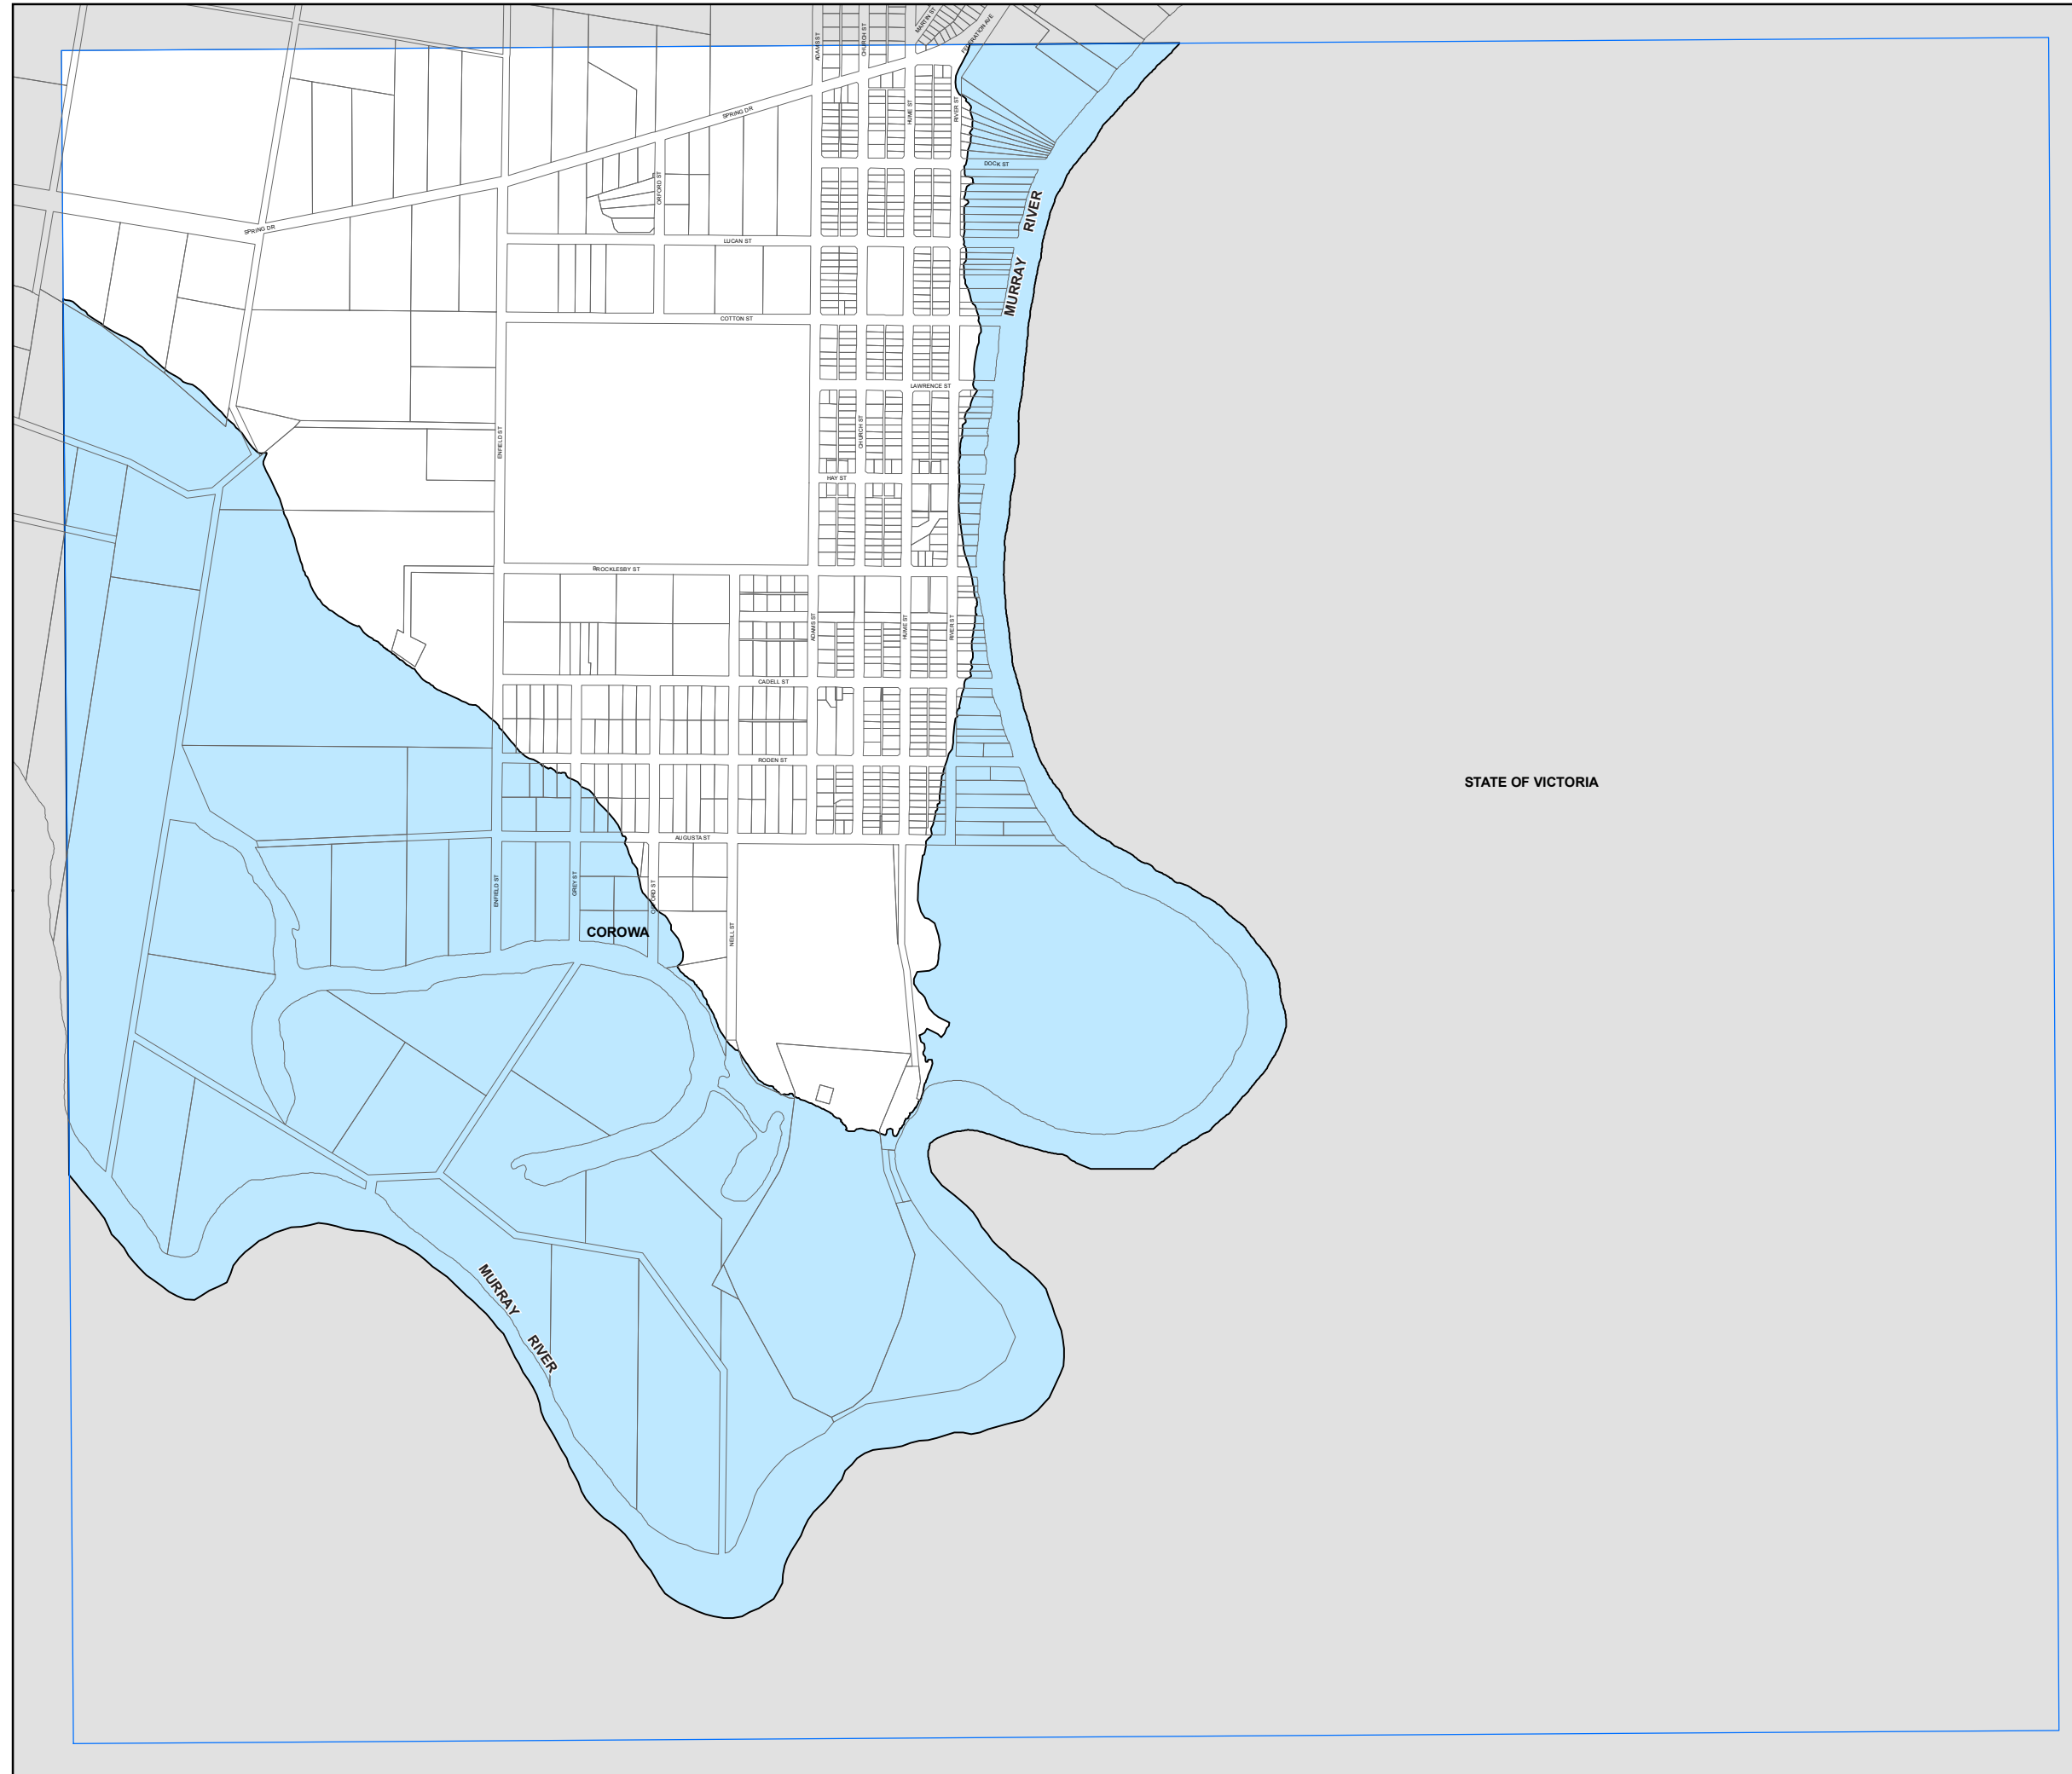 ADAMS ST
CHURCH ST
MARTIN ST
FEDERATION AVE
SPRING DR
HUME ST
RIVER ST
DOCK ST
ORFORD ST
RIVER
SPRING DR
LUCAN ST
MURRAY
COTTON ST
LAWRENCE ST
CHURCH ST
ENFIELD ST
HAY ST
BROCKLESBY ST
ADAMS ST
HUME ST
RIVER ST
CADELL ST
RODEN ST
STATE OF VICTORIA
AUGUSTA ST
ENFIELD ST
GREY ST
ORFORD ST
NEILL ST
COROWA
MURRAY
RIVER